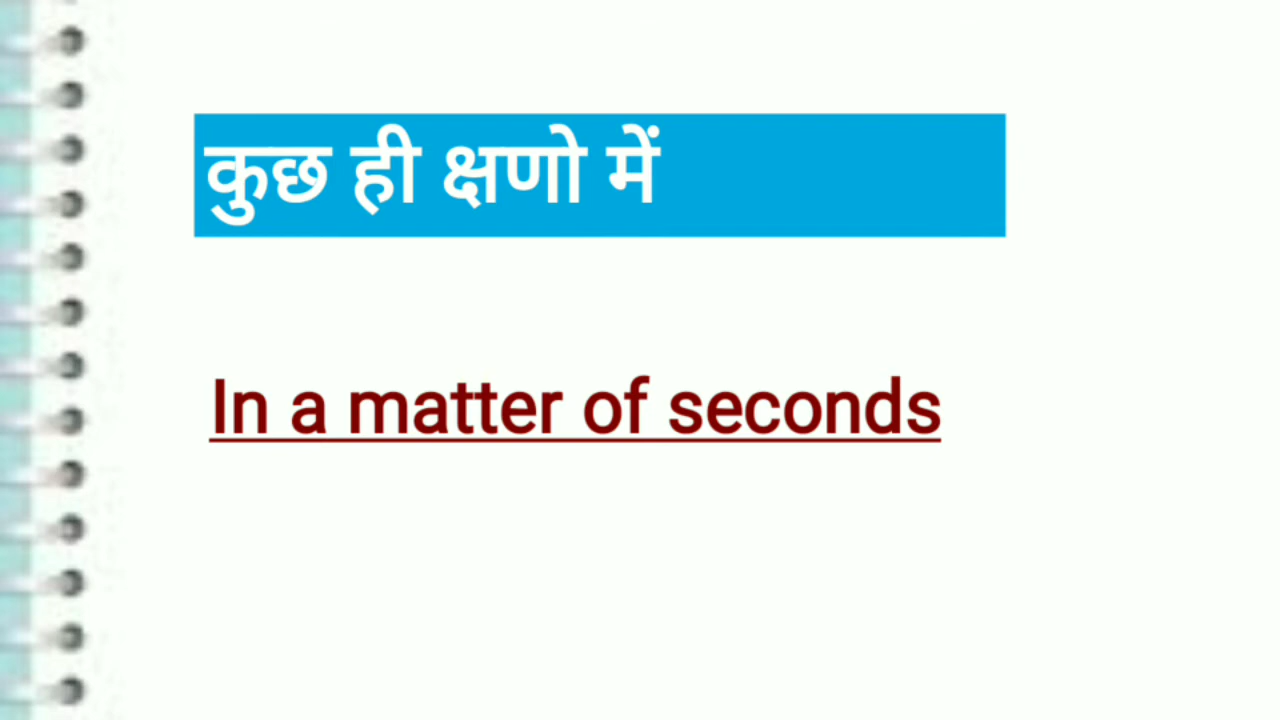 कुछ ही क्षणो में
In a matter of seconds